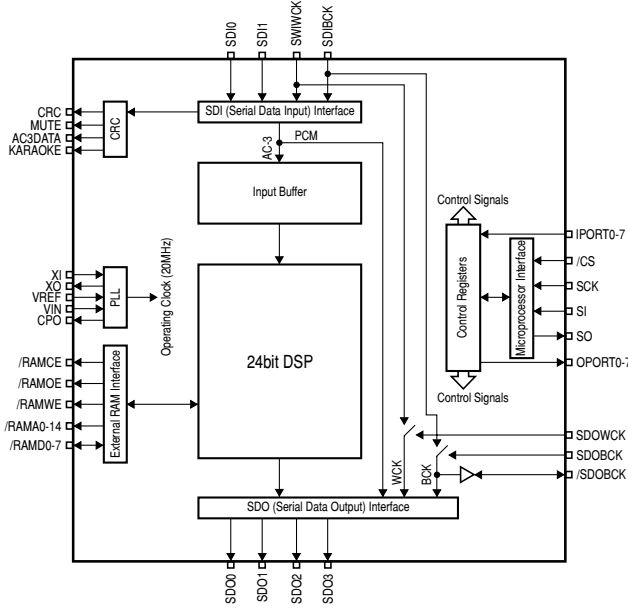 SDI0
SDI1
SWIWCK
SDIBCK
SDI (Serial Data Input) Interface
CRC
MUTE
AC3DATA
KARAOKE
CRC
AC-3
PCM
Input Buffer
Control Signals
IPORT0-7
/CS
SCK
SI
SO
OPORT0-7
Control Registers
Microprocessor Interface
Control Signals
XI
XO
VREF
VIN
CPO
PLL
Operating Clock (20MHz)
24bit DSP
/RAMCE
/RAMOE
/RAMWE
/RAMA0-14
/RAMD0-7
External RAM Interface
SDOWCK
SDOBCK
/SDOBCK
WCK
BCK
SDO (Serial Data Output) Interface
SDO0
SDO1
SDO2
SDO3